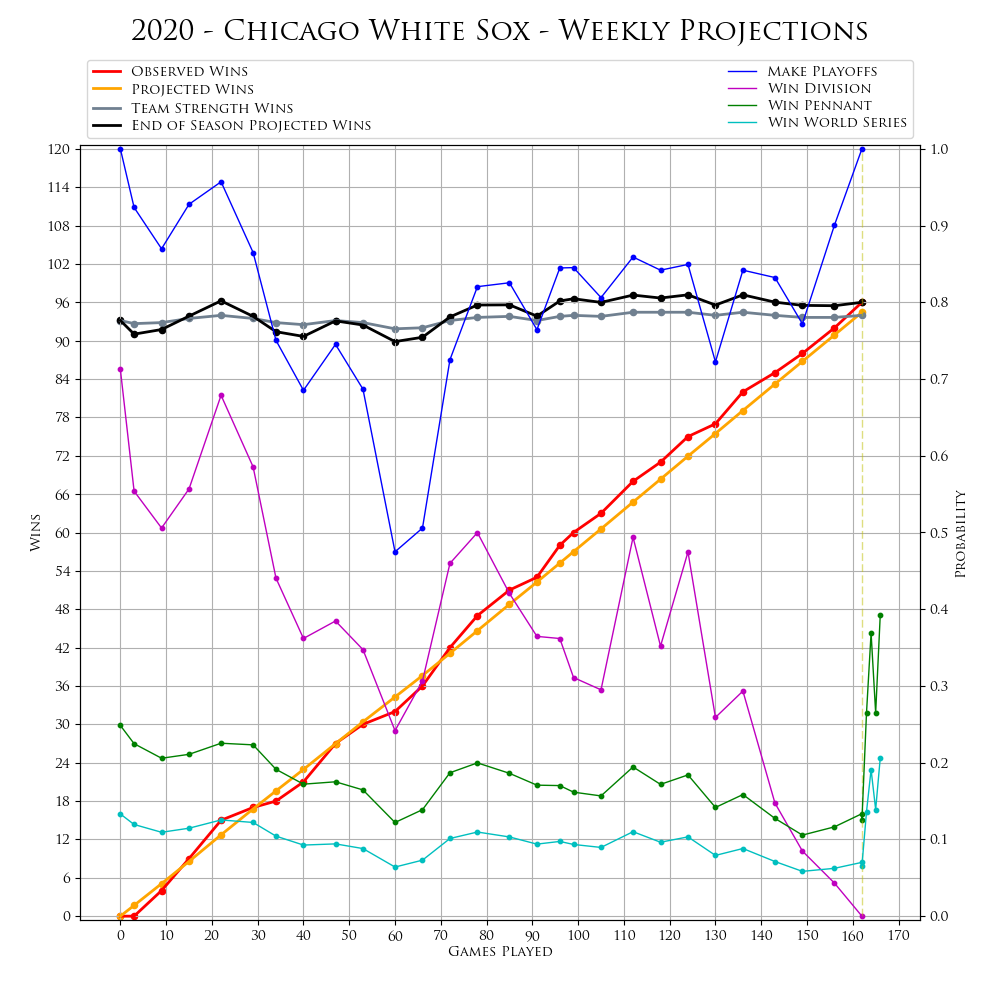 2020 - Chicago White Sox - Weekly Projections
Observed Wins
Projected Wins
Team Strength Wins
End of Season Projected Wins
Make Playoffs
Win Division
Win Pennant
Win World Series
120
114
108
102
96
90
84
78
72
66
60
54
48
42
36
30
24
18
12
6
0
Wins
1.0
0.9
0.8
0.7
0.6
0.5
0.4
0.3
0.2
0.1
0.0
Probability
0 10 20 30 40 50 60 70 80 90 100 110 120 130 140 150 160 170
Games Played